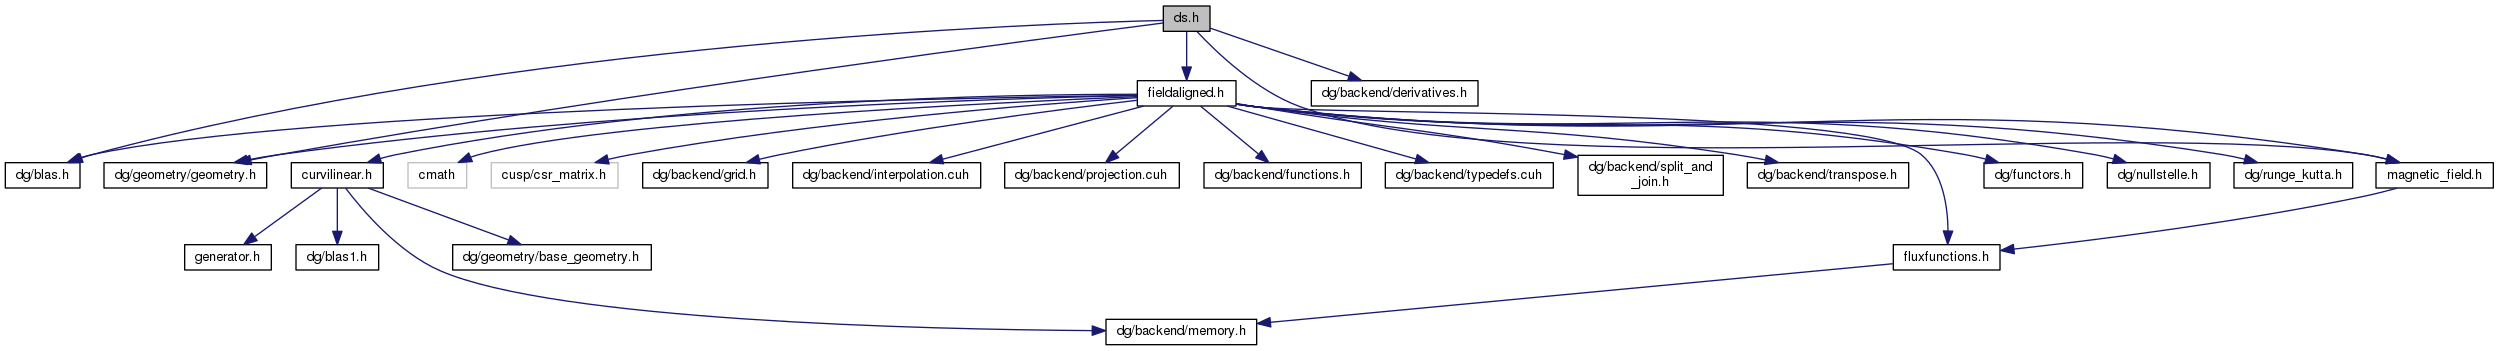 ds.h
fieldaligned.h
dg/backend/derivatives.h
dg/blas.h
dg/geometry/geometry.h
curvilinear.h
cmath
cusp/csr_matrix.h
dg/backend/grid.h
dg/backend/interpolation.cuh
dg/backend/projection.cuh
dg/backend/functions.h
dg/backend/typedefs.cuh
dg/backend/split_and
_join.h
dg/backend/transpose.h
dg/functors.h
dg/nullstelle.h
dg/runge_kutta.h
magnetic_field.h
generator.h
dg/blas1.h
dg/geometry/base_geometry.h
fluxfunctions.h
dg/backend/memory.h